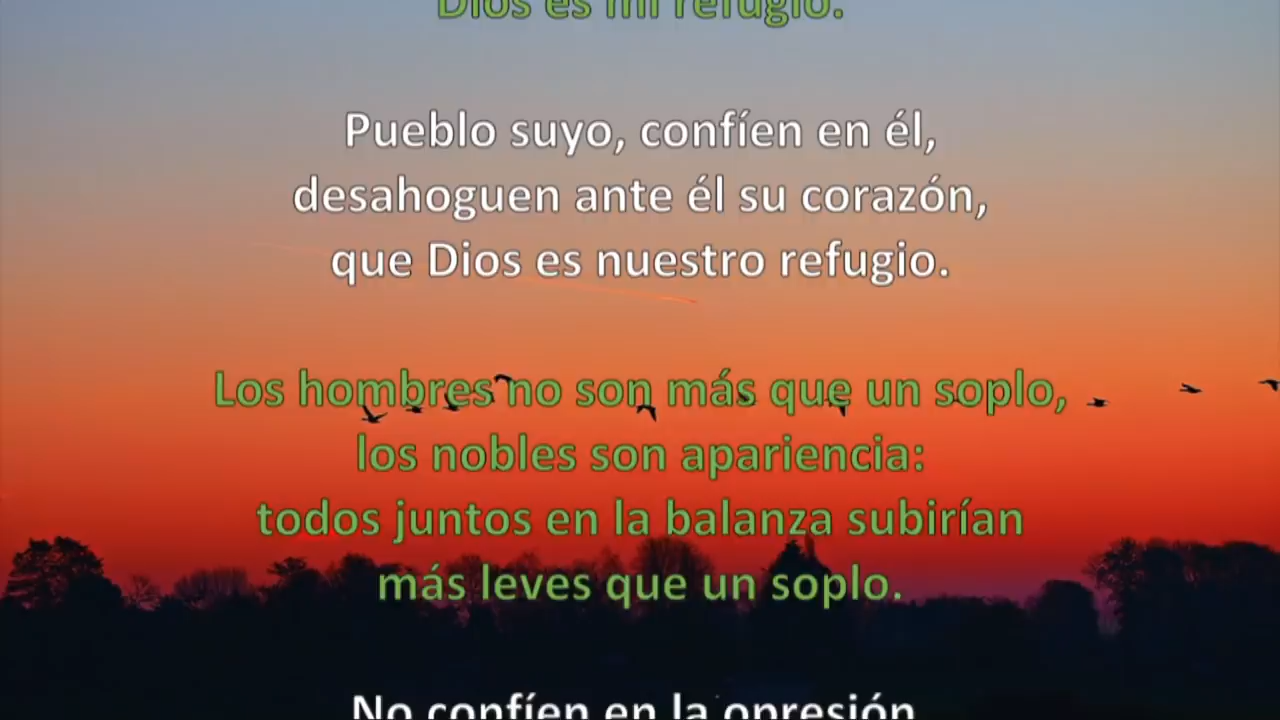 Dios es mi refugio.
Pueblo suyo, confíen en él,
desahoguen ante él su corazón,
que Dios es nuestro refugio.
Los hombres no son más que un soplo,
los nobles son apariencia:
todos juntos en la balanza subirían
más leves que un soplo.
No confíen en la opresión